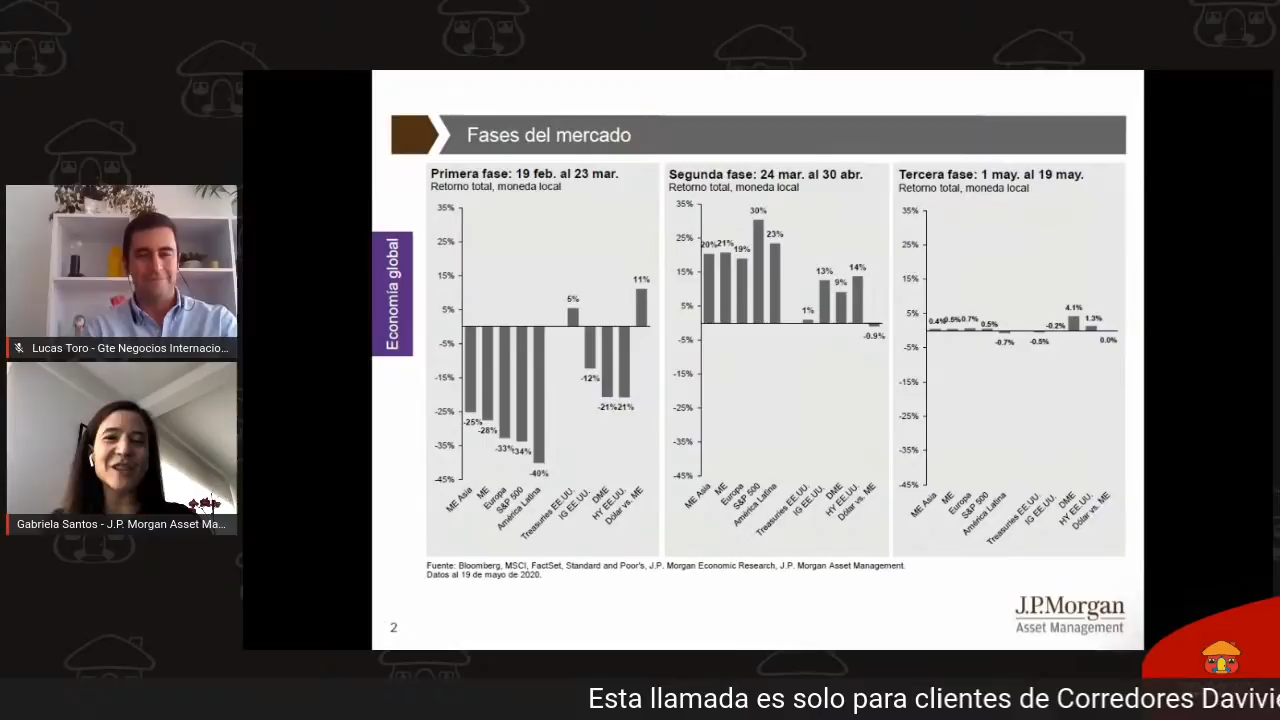 Fases del mercado
Economía global
Primera fase: 19 feb. al 23 mar.
Retorno total, moneda local
35%
25%
15%
5%
-5%
-15%
-25%
-35%
-45%
-25%
-28%
-33%
-34%
-40%
5%
-12%
-21%
-21%
11%
ME Asia
ME
Europa
S&P 500
América Latina
Treasuries EE.UU.
IG EE.UU.
DME
HY EE.UU.
Dólar vs. ME
Segunda fase: 24 mar. al 30 abr.
Retorno total, moneda local
35%
25%
15%
5%
-5%
-15%
-25%
-35%
-45%
20%
21%
19%
30%
23%
1%
13%
9%
14%
-0.9%
ME Asia
ME
Europa
S&P 500
América Latina
Treasuries EE.UU.
IG EE.UU.
DME
HY EE.UU.
Dólar vs. ME
Tercera fase: 1 may. al 19 may.
Retorno total, moneda local
35%
25%
15%
5%
-5%
-15%
-25%
-35%
-45%
0.4%
0.5%
0.7%
0.5%
-0.7%
-0.5%
-0.2%
4.1%
1.3%
0.0%
ME Asia
ME
Europa
S&P 500
América Latina
Treasuries EE.UU.
IG EE.UU.
DME
HY EE.UU.
Dólar vs. ME
Fuente: Bloomberg, MSCI, FactSet, Standard and Poor's, J.P. Morgan Economic Research, J.P. Morgan Asset Management.
Datos al 19 de mayo de 2020.
2
J.P.Morgan
Asset Management
Lucas Toro - Gte Negocios Internacio...
Gabriela Santos - J.P. Morgan Asset Ma...
Esta llamada es solo para clientes de Corredores Davivi